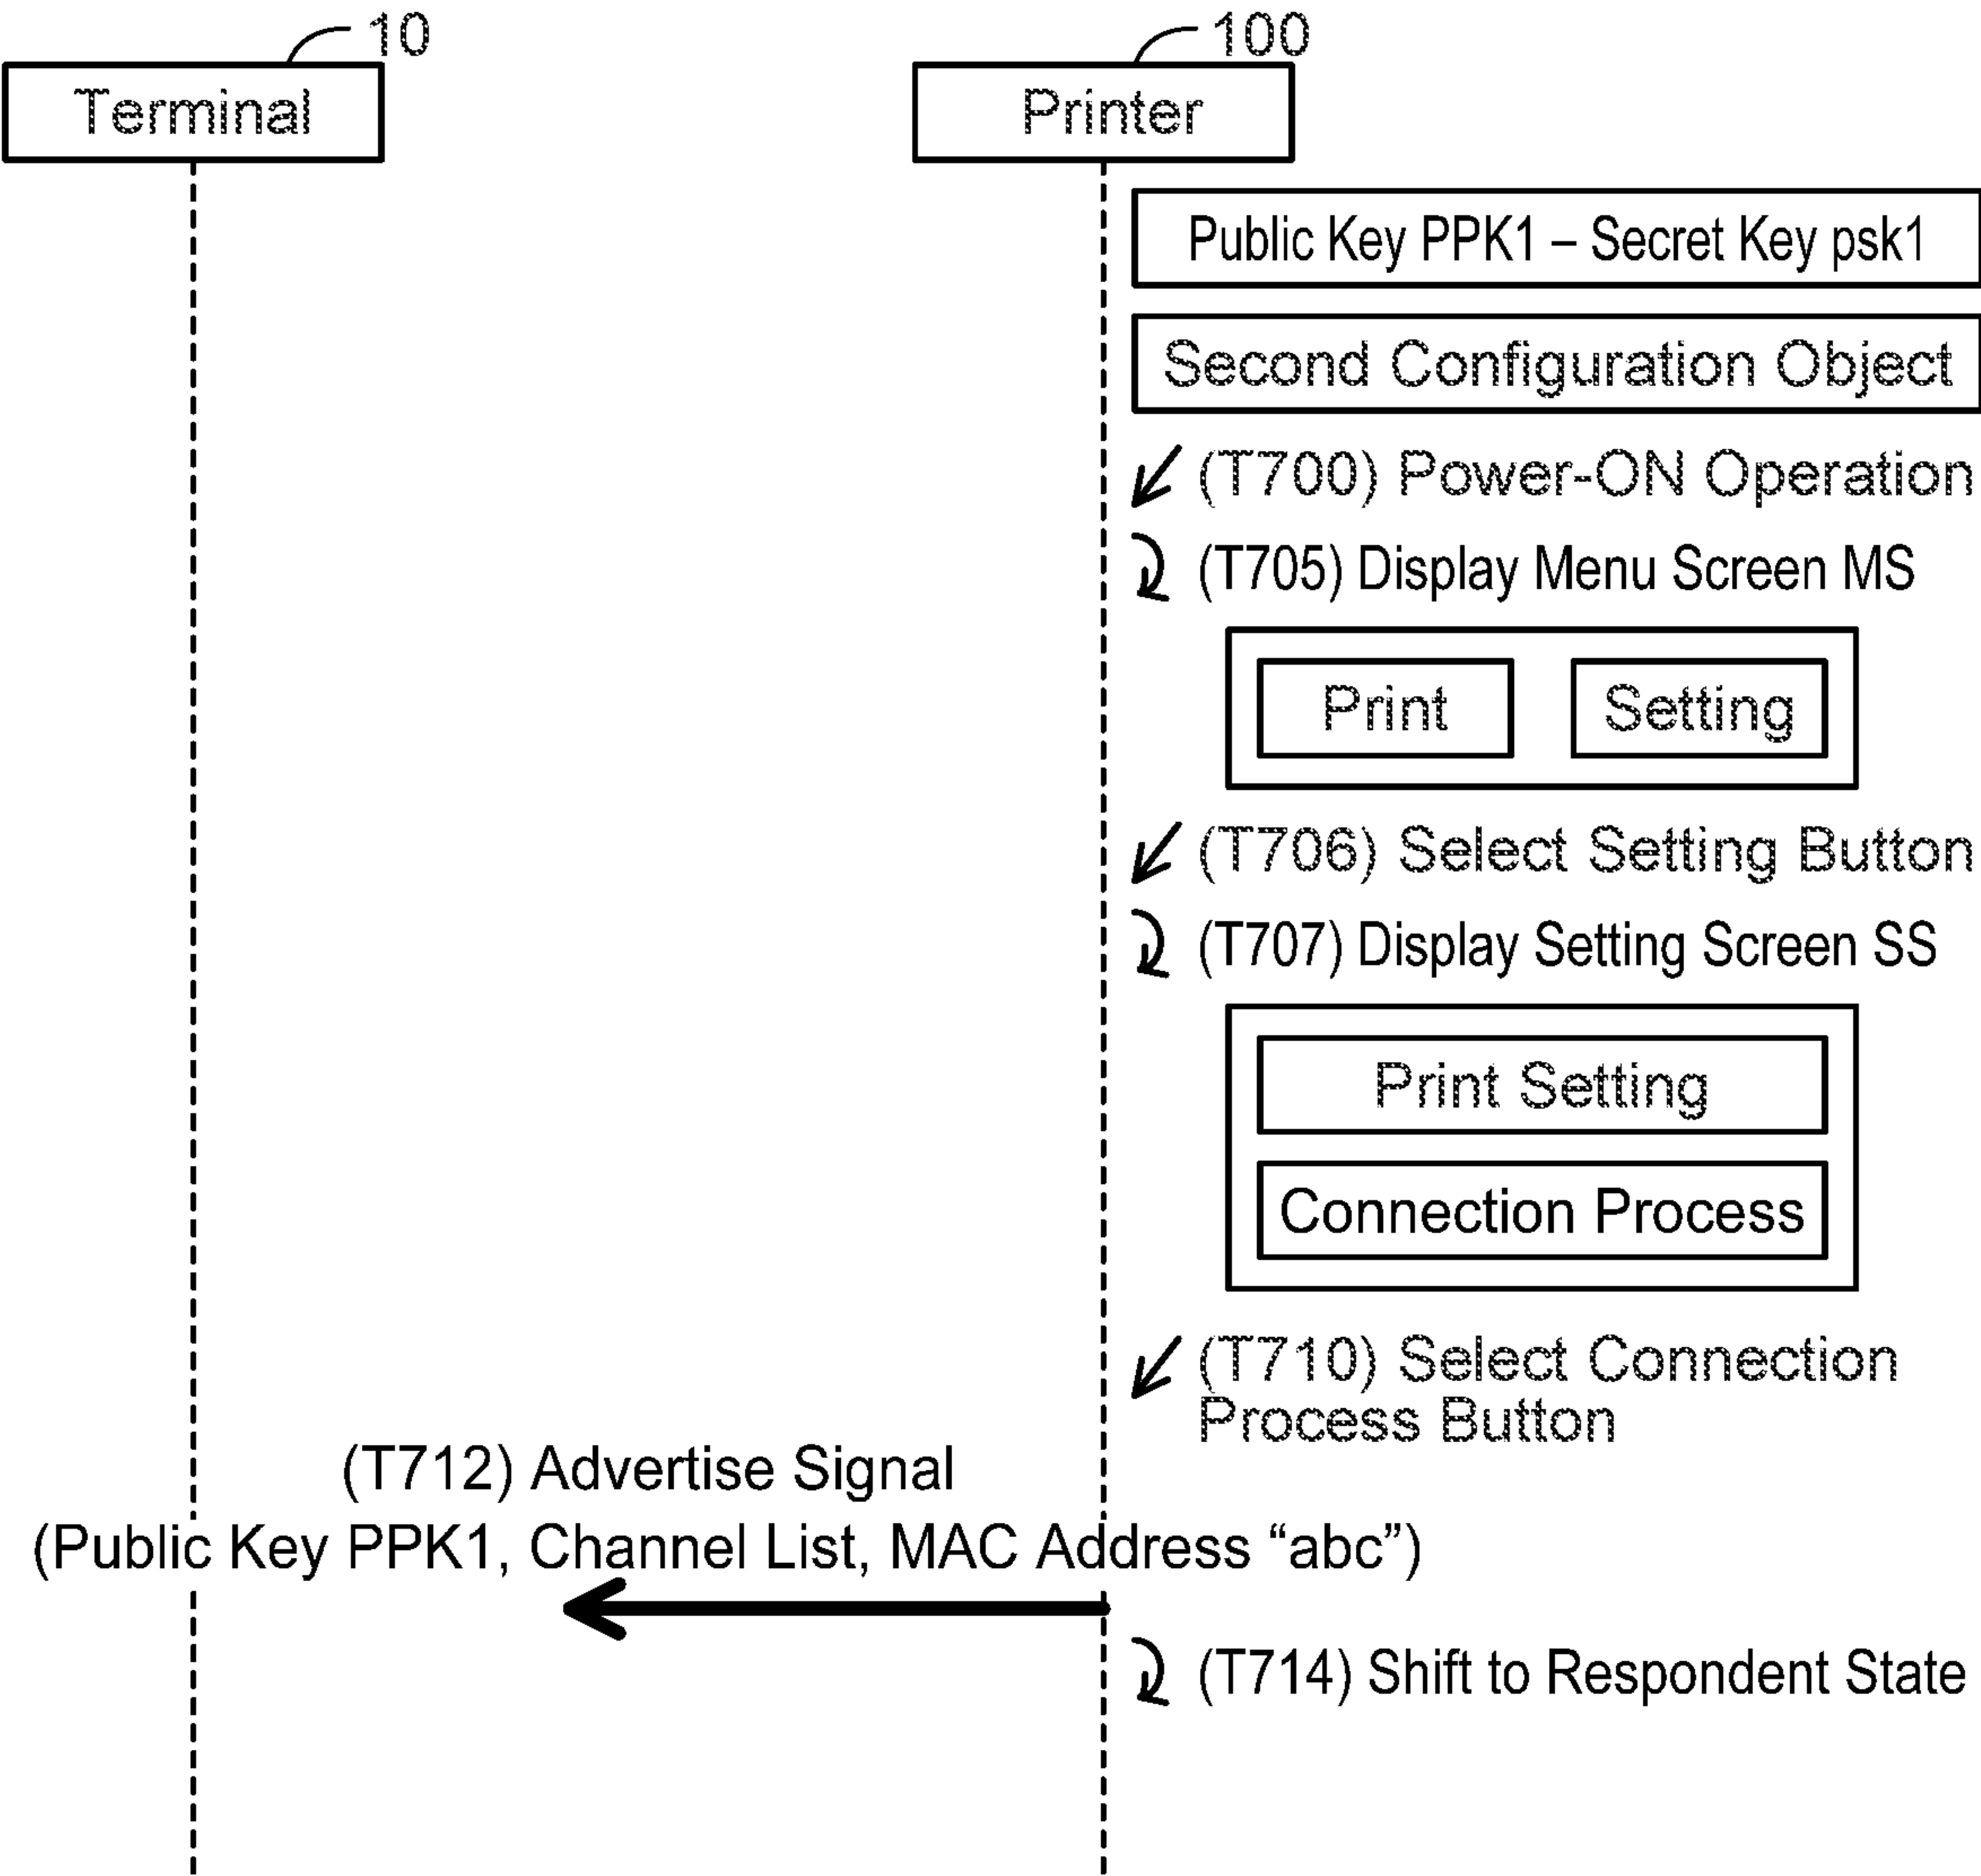 10
100
Terminal
Printer
Public Key PPK1 – Secret Key psk1
Second Configuration Object
(T700) Power-ON Operation
(T705) Display Menu Screen MS
Print
Setting
(T706) Select Setting Button
(T707) Display Setting Screen SS
Print Setting
Connection Process
(T710) Select Connection
Process Button
(T712) Advertise Signal
(Public Key PPK1, Channel List, MAC Address “abc”)
(T714) Shift to Respondent State